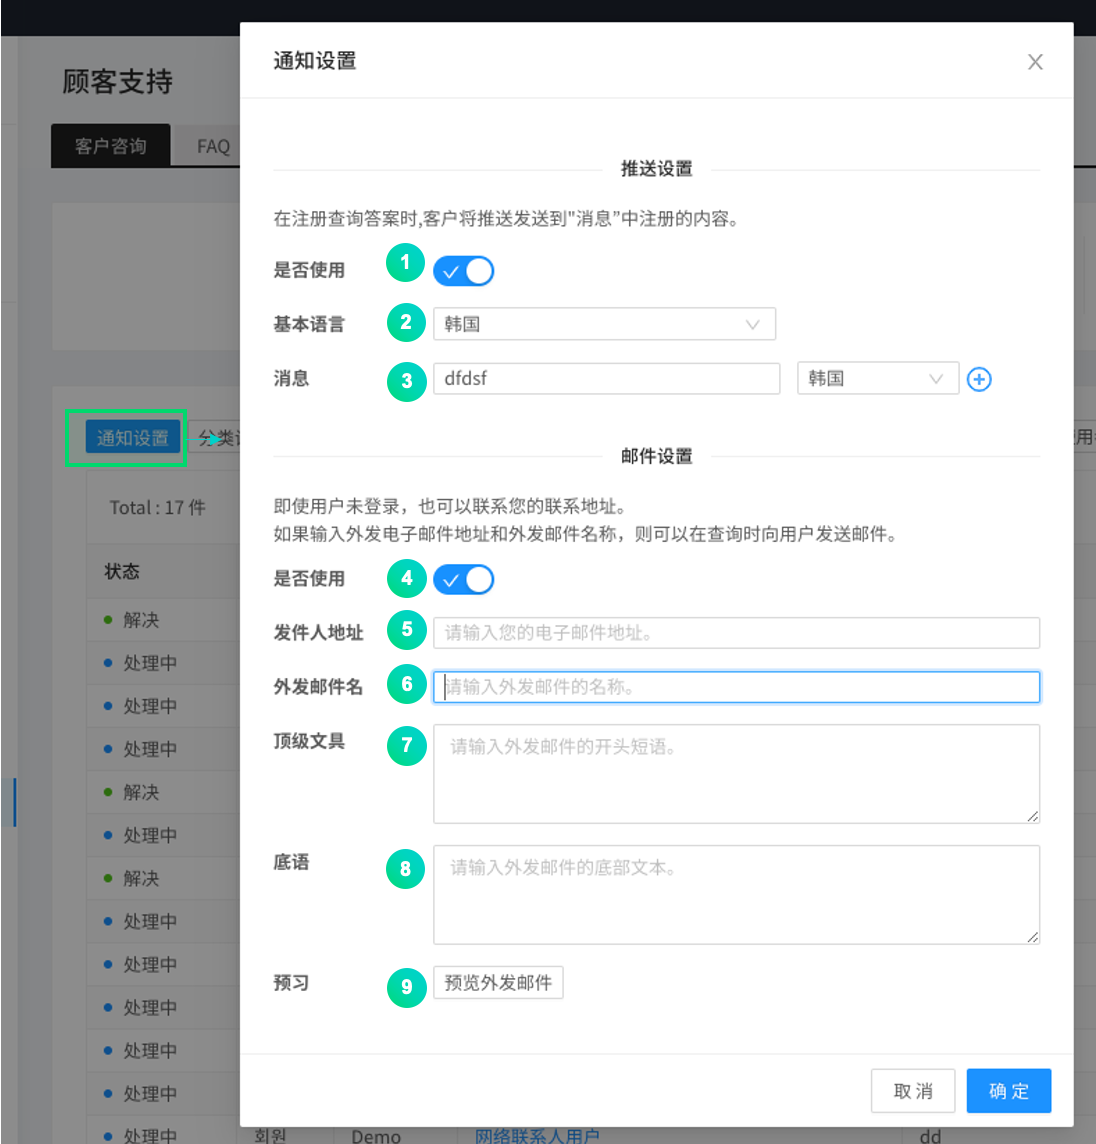 通知设置
顾客支持
客户咨询
FAQ
推送设置
在注册查询答案时,客户将推送发送到"消息”中注册的内容。
是否使用
1
基本语言
2
韩国
消息
3
dfdsf
韩国
通知设置
分类
邮件设置
Total : 17 件
即使用户未登录，也可以联系您的联系地址。
如果输入外发电子邮件地址和外发邮件名称，则可以在查询时向用户发送邮件。
状态
是否使用
4
解决
发件人地址
5
请输入您的电子邮件地址。
处理中
外发邮件名
6
请输入外发邮件的名称。
处理中
顶级文具
7
请输入外发邮件的开头短语。
处理中
解决
处理中
底语
8
请输入外发邮件的底部文本。
解决
处理中
处理中
预习
9
预览外发邮件
处理中
处理中
处理中
取 消
确 定
处理中
회원
Demo
网络联系人用户
dd